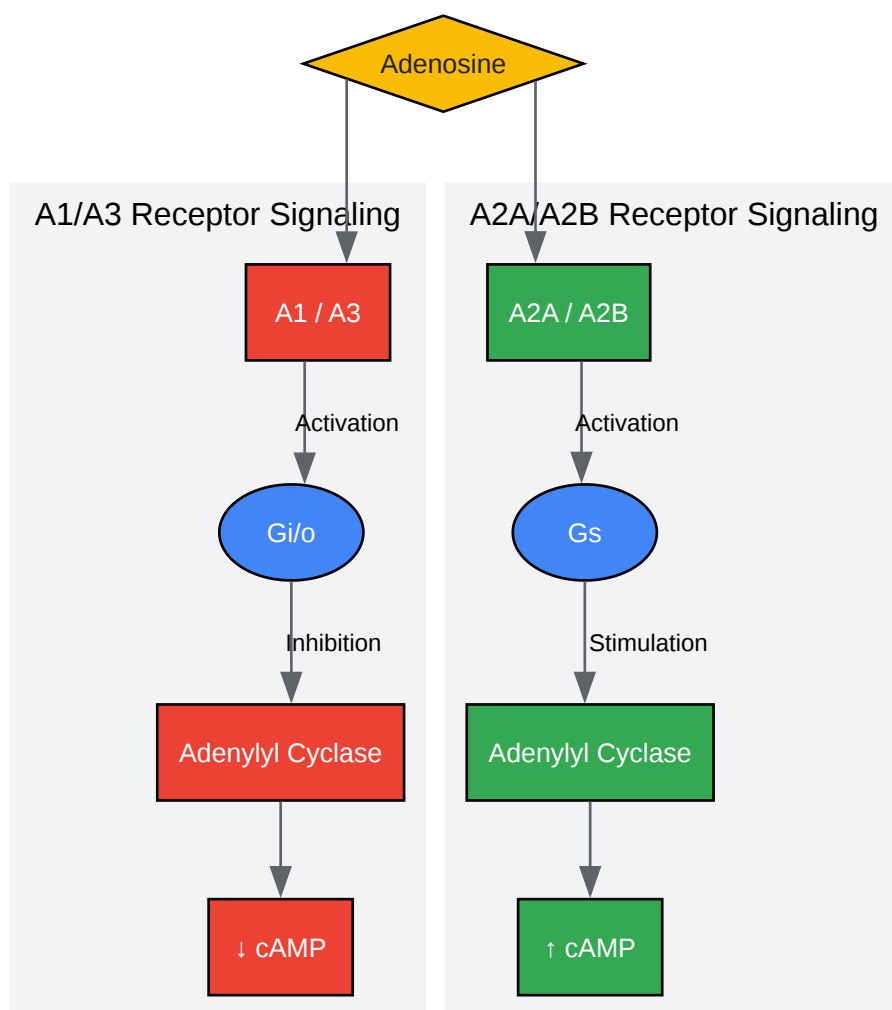 Adenosine
A1/A3 Receptor Signaling
A2A/A2B Receptor Signaling
A1 / A3
A2A / A2B
Activation
Activation
Gi/o
Gs
Inhibition
Stimulation
Adenylyl Cyclase
Adenylyl Cyclase
↓ cAMP
↑ cAMP